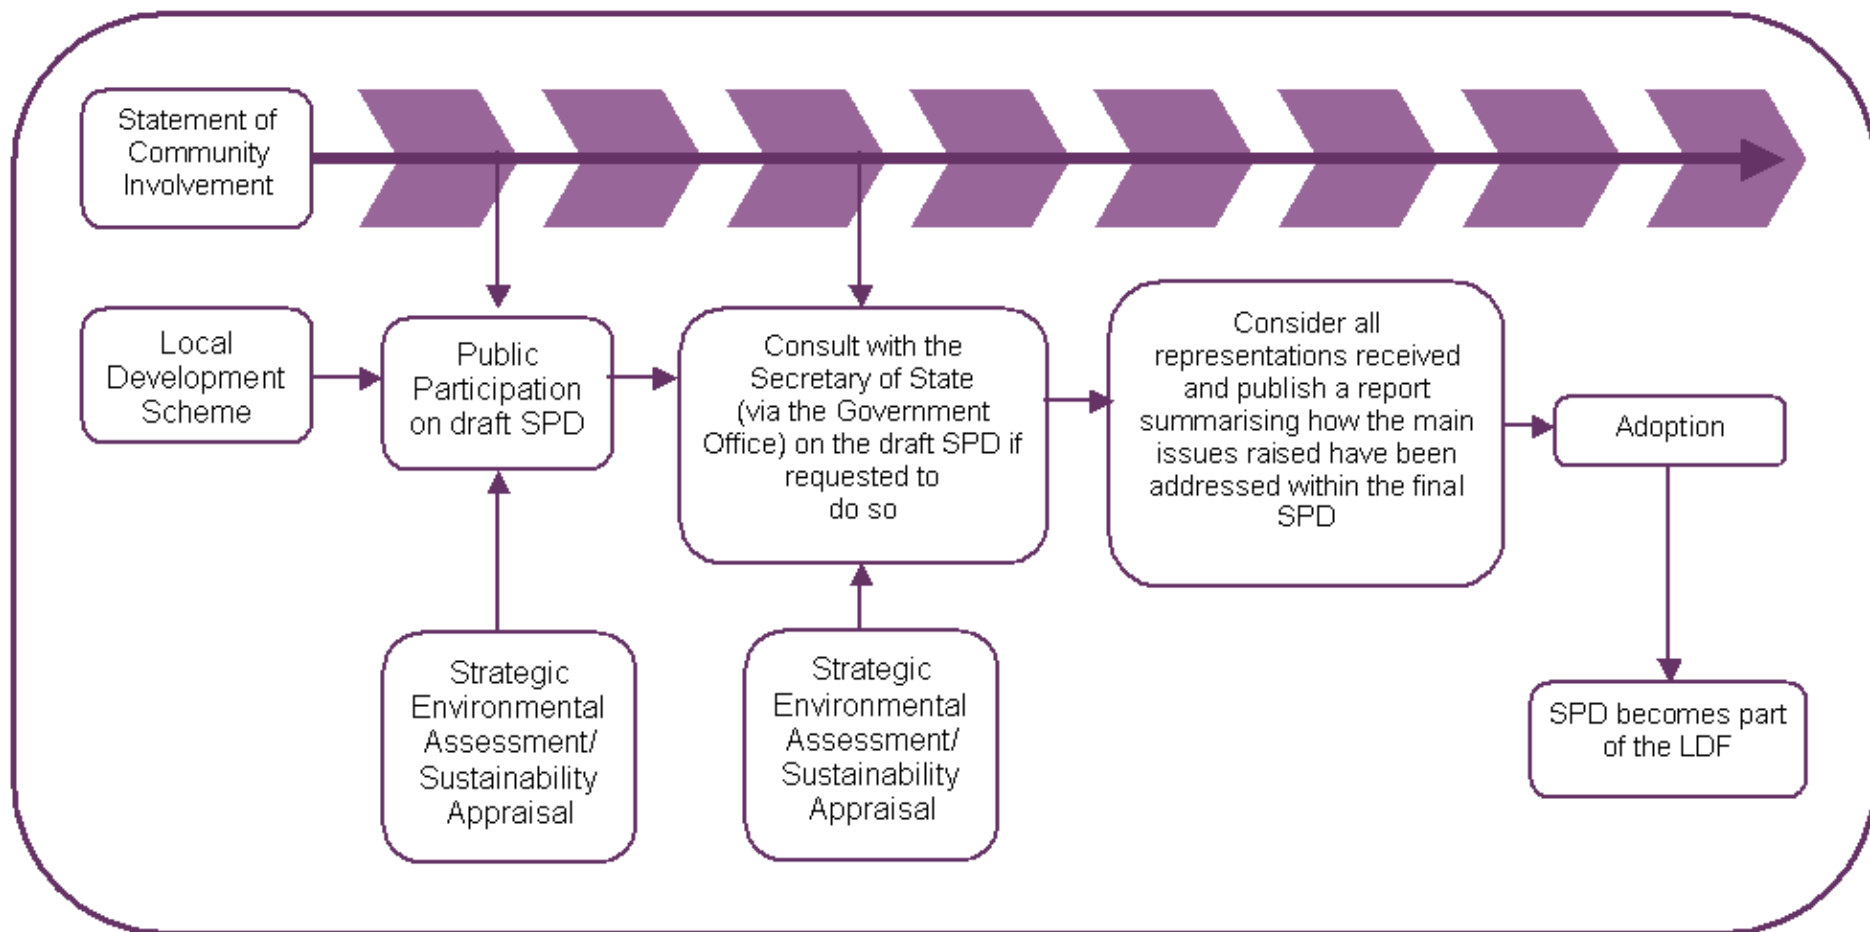 Statement of
Community
Involvement
Local
Development
Scheme
Public
Participation
on draft SPD
Consult with the
Secretary of State
(via the Government
Office) on the draft SPD if
requested to
do so
Consider all
representations received
and publish a report
summarising how the main
issues raised have been
addressed within the final
SPD
Adoption
Strategic
Environmental
Assessment/
Sustainability
Appraisal
Strategic
Environmental
Assessment/
Sustainability
Appraisal
SPD becomes part
of the LDF